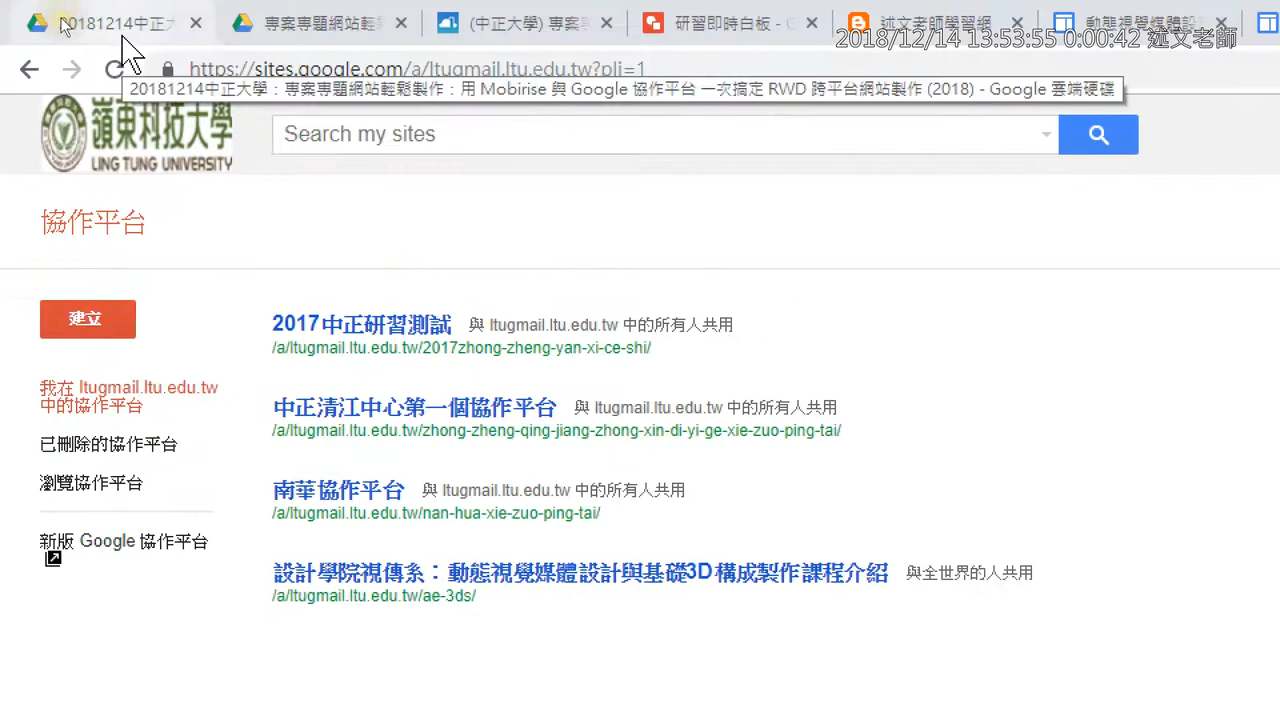 20181214中正大
專案專題網站輕鬆
(中正大學) 專案專
研習即時白板 - G
述文老師學習網
動態視覺媒體設
2018/12/14 13:53:55 0:00:42 述文老師
https://sites.google.com/a/ltugmail.ltu.edu.tw?pli=1
20181214中正大學：專案專題網站輕鬆製作：用 Mobirise 與 Google 協作平台 一次搞定 RWD 跨平台網站製作 (2018) - Google 雲端硬碟
嶺東科技大學
LING TUNG UNIVERSITY
Search my sites
協作平台
建立
我在 ltugmail.ltu.edu.tw
中的協作平台
已刪除的協作平台
瀏覽協作平台
新版 Google 協作平台
2017中正研習測試 與 ltugmail.ltu.edu.tw 中的所有人共用
/a/ltugmail.ltu.edu.tw/2017zhong-zheng-yan-xi-ce-shi/
中正清江中心第一個協作平台 與 ltugmail.ltu.edu.tw 中的所有人共用
/a/ltugmail.ltu.edu.tw/zhong-zheng-qing-jiang-zhong-xin-di-yi-ge-xie-zuo-ping-tai/
南華協作平台 與 ltugmail.ltu.edu.tw 中的所有人共用
/a/ltugmail.ltu.edu.tw/nan-hua-xie-zuo-ping-tai/
設計學院視傳系：動態視覺媒體設計與基礎3D構成製作課程介紹 與全世界的人共用
/a/ltugmail.ltu.edu.tw/ae-3ds/